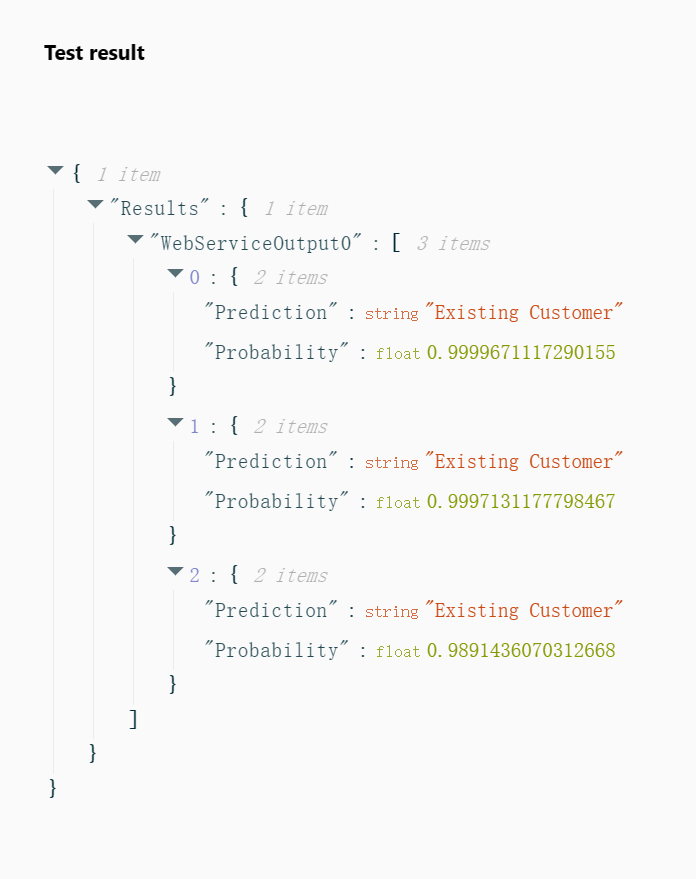 Test result
{ 1 item
"Results" : { 1 item
"WebServiceOutput0" : [ 3 items
0 : { 2 items
"Prediction" : string "Existing Customer"
"Probability" : float 0.9999671117290155
}
1 : { 2 items
"Prediction" : string "Existing Customer"
"Probability" : float 0.9997131177798467
}
2 : { 2 items
"Prediction" : string "Existing Customer"
"Probability" : float 0.9891436070312668
}
]
}
}